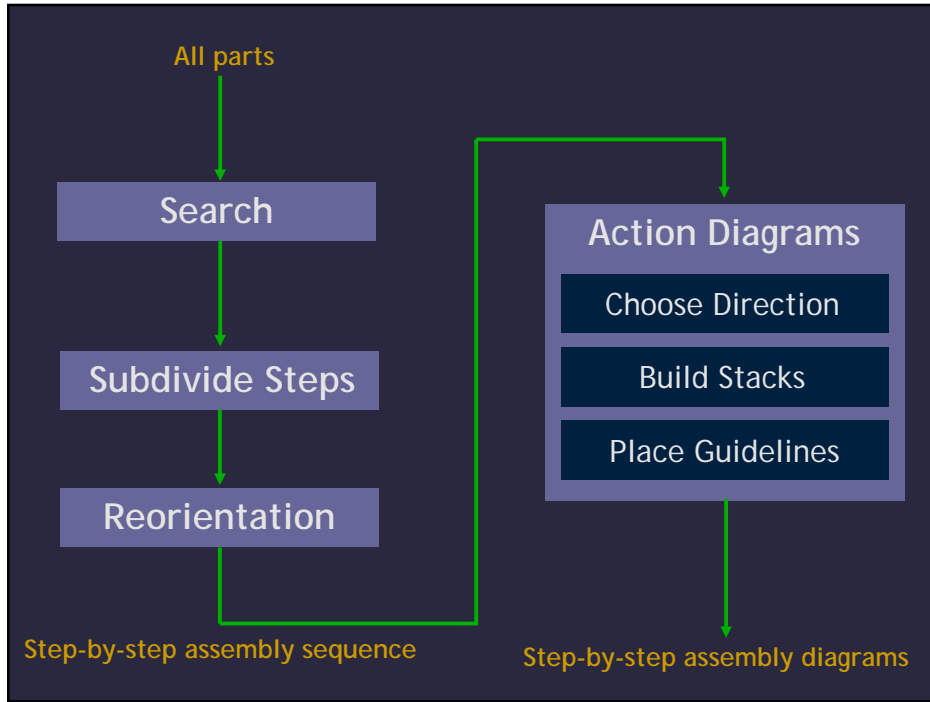 All parts
Search
Subdivide Steps
Reorientation
Step-by-step assembly sequence
Action Diagrams
Choose Direction
Build Stacks
Place Guidelines
Step-by-step assembly diagrams